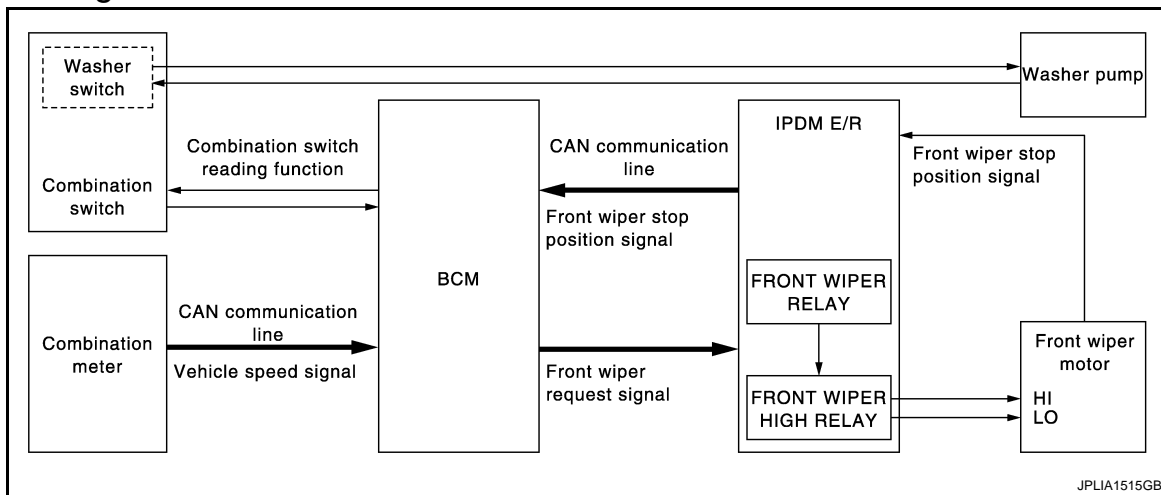 Washer
switch
Combination
switch
Combination switch
reading function
Combination
meter
CAN communication
line
Vehicle speed signal
BCM
CAN communication
line
Front wiper stop
position signal
Front wiper
request signal
IPDM E/R
FRONT WIPER
RELAY
FRONT WIPER
HIGH RELAY
Washer pump
Front wiper stop
position signal
Front wiper
motor
HI
LO
JPLIA1515GB